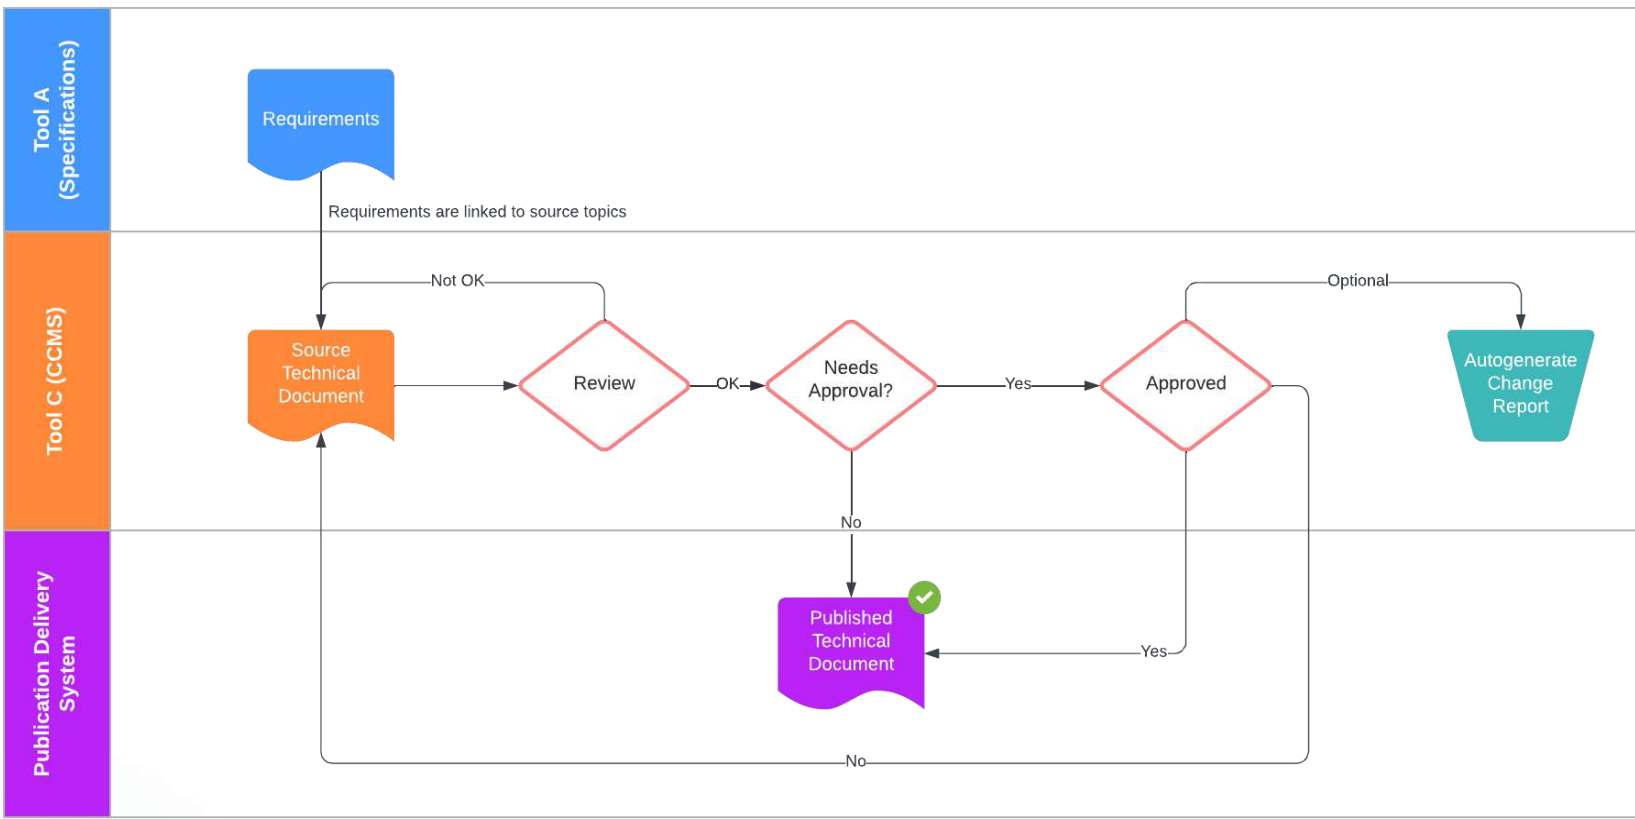 Tool A
(Specifications)
Requirements
Requirements are linked to source topics
Tool C (CCMS)
Not OK
Optional
Source
Technical
Document
Review
OK
Needs
Approval?
Yes
Approved
Autogenerate
Change
Report
No
Publication Delivery
System
Published
Technical
Document
Yes
No